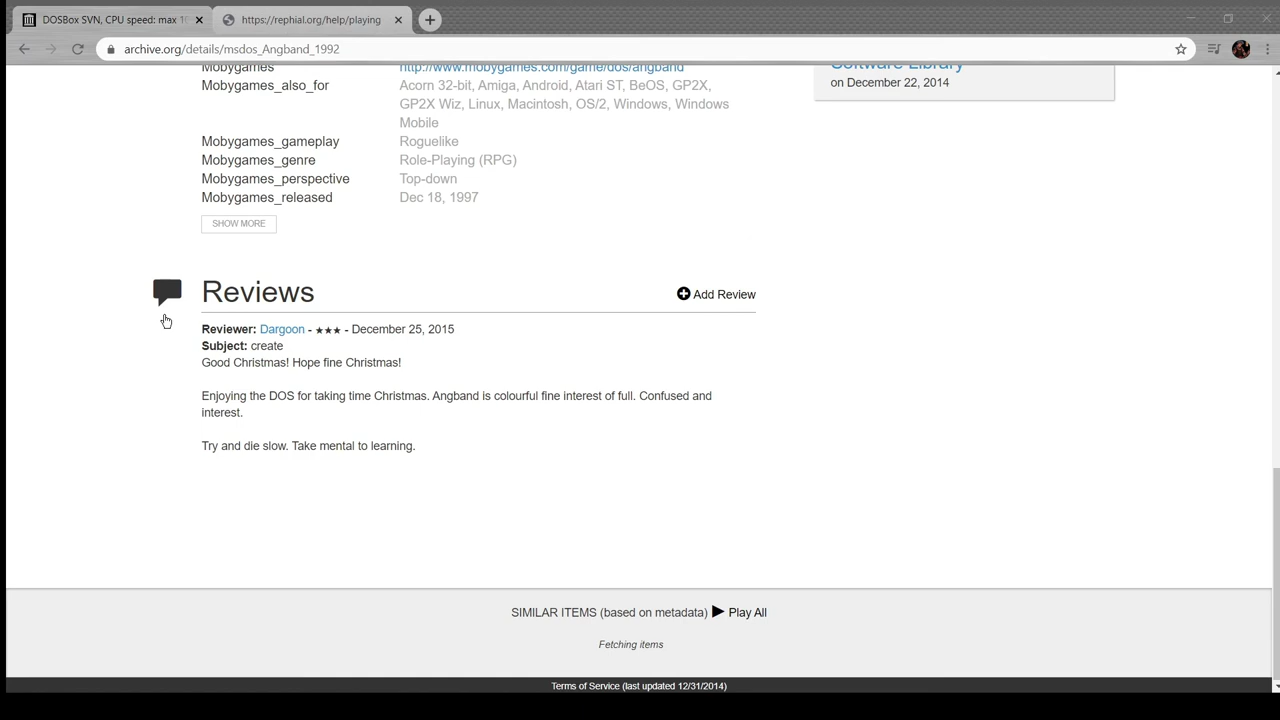 DOSBox SVN, CPU speed: max 1
https://rephial.org/help/playing
archive.org/details/msdos_Angband_1992
Mobygames http://www.mobygames.com/game/dos/angband
Software Library
on December 22, 2014
Mobygames_also_for Acorn 32-bit, Amiga, Android, Atari ST, BeOS, GP2X,
GP2X Wiz, Linux, Macintosh, OS/2, Windows, Windows
Mobile
Mobygames_gameplay Roguelike
Mobygames_genre Role-Playing (RPG)
Mobygames_perspective Top-down
Mobygames_released Dec 18, 1997
SHOW MORE
Reviews
Add Review
Reviewer: Dargoon - ★★★ - December 25, 2015
Subject: create
Good Christmas! Hope fine Christmas!
Enjoying the DOS for taking time Christmas. Angband is colourful fine interest of full. Confused and
interest.
Try and die slow. Take mental to learning.
SIMILAR ITEMS (based on metadata) ▶ Play All
Fetching items
Terms of Service (last updated 12/31/2014)